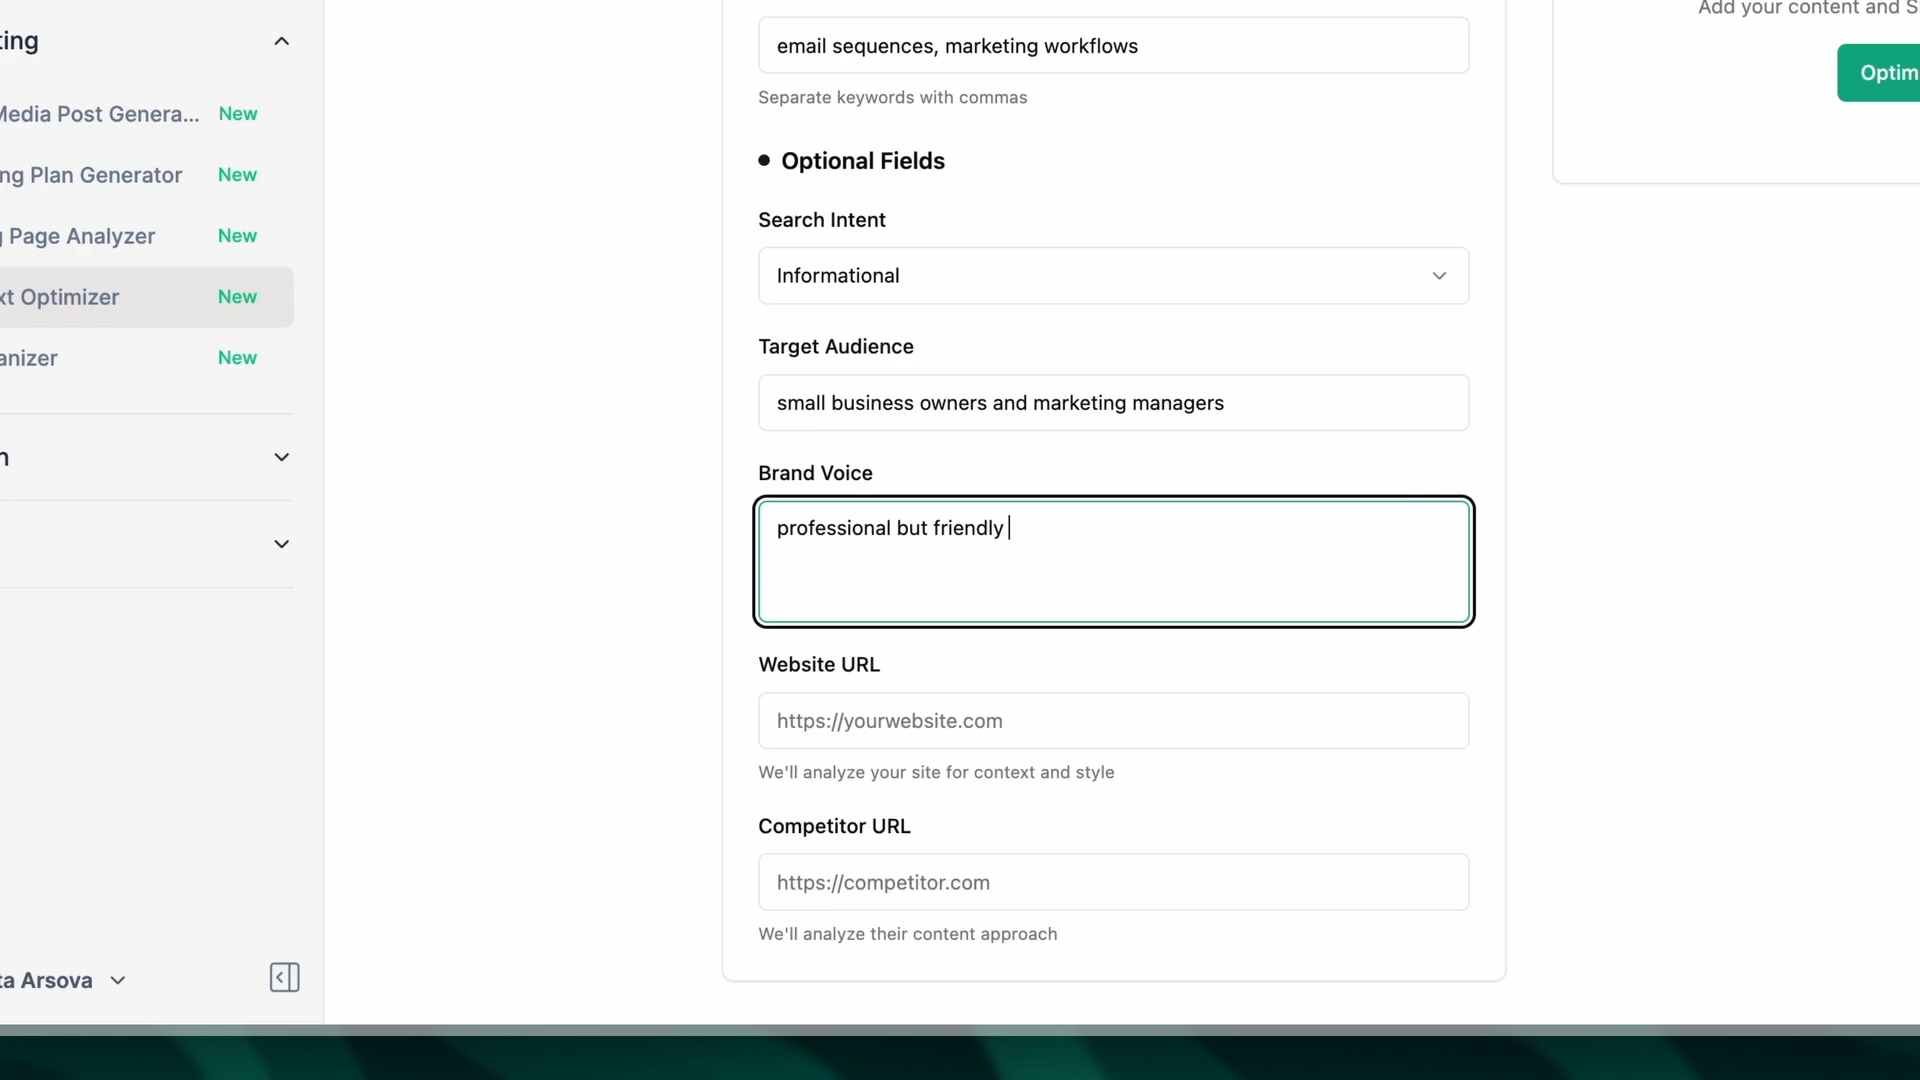 ting
Media Post Genera... New
ng Plan Generator New
Page Analyzer New
xt Optimizer New
anizer New
n
ta Arsova
email sequences, marketing workflows
Separate keywords with commas
• Optional Fields
Search Intent
Informational
Target Audience
small business owners and marketing managers
Brand Voice
professional but friendly
Website URL
https://yourwebsite.com
We'll analyze your site for context and style
Competitor URL
https://competitor.com
We'll analyze their content approach
Add your content and S
Optim